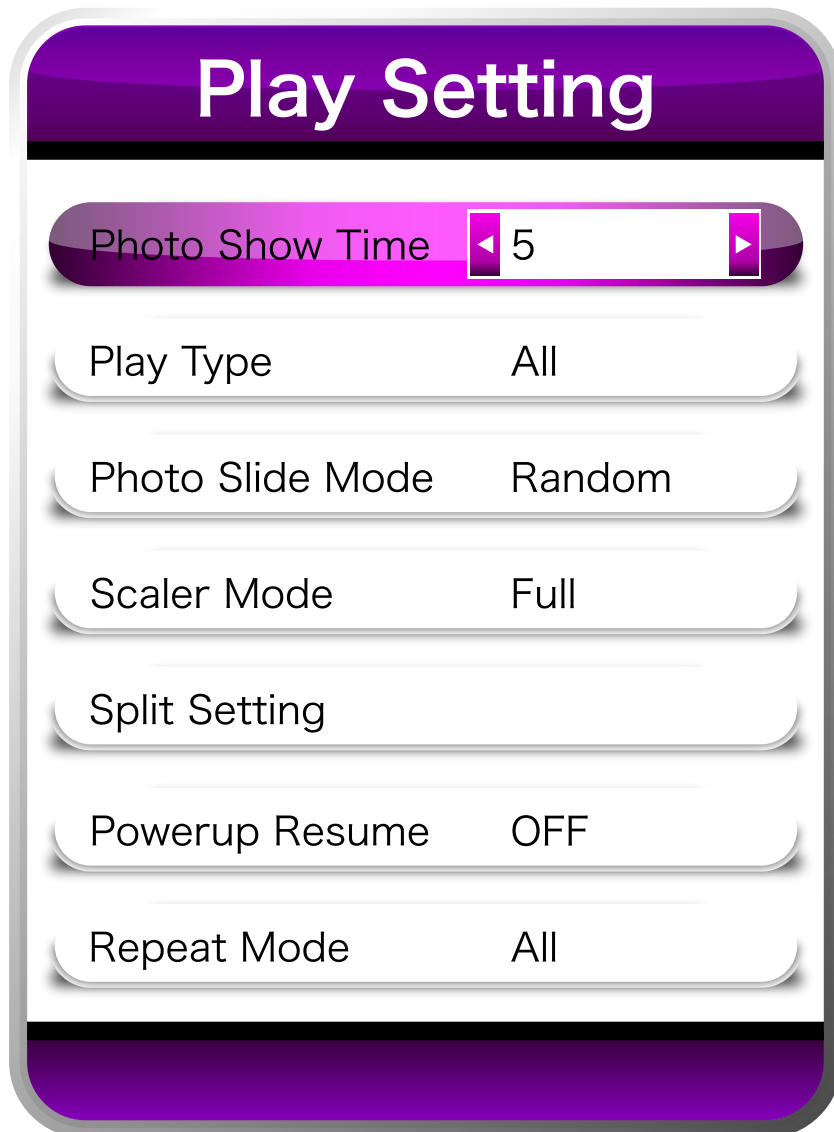 Play Setting
Photo Show Time 5
Play Type All
Photo Slide Mode Random
Scaler Mode Full
Split Setting
Powerup Resume OFF
Repeat Mode All